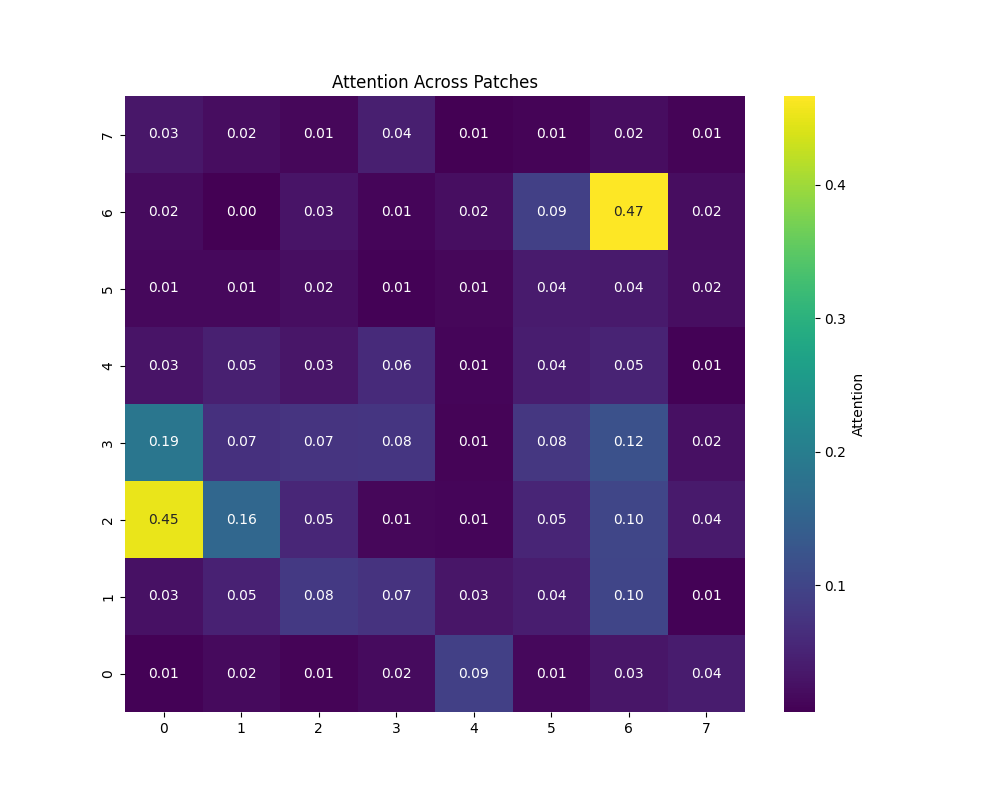 Attention Across Patches
7 0.03 0.02 0.01 0.04 0.01 0.01 0.02 0.01
6 0.02 0.00 0.03 0.01 0.02 0.09 0.47 0.02
5 0.01 0.01 0.02 0.01 0.01 0.04 0.04 0.02
4 0.03 0.05 0.03 0.06 0.01 0.04 0.05 0.01
3 0.19 0.07 0.07 0.08 0.01 0.08 0.12 0.02
2 0.45 0.16 0.05 0.01 0.01 0.05 0.10 0.04
1 0.03 0.05 0.08 0.07 0.03 0.04 0.10 0.01
0 0.01 0.02 0.01 0.02 0.09 0.01 0.03 0.04
0 1 2 3 4 5 6 7
0.4
0.3
0.2
0.1
Attention